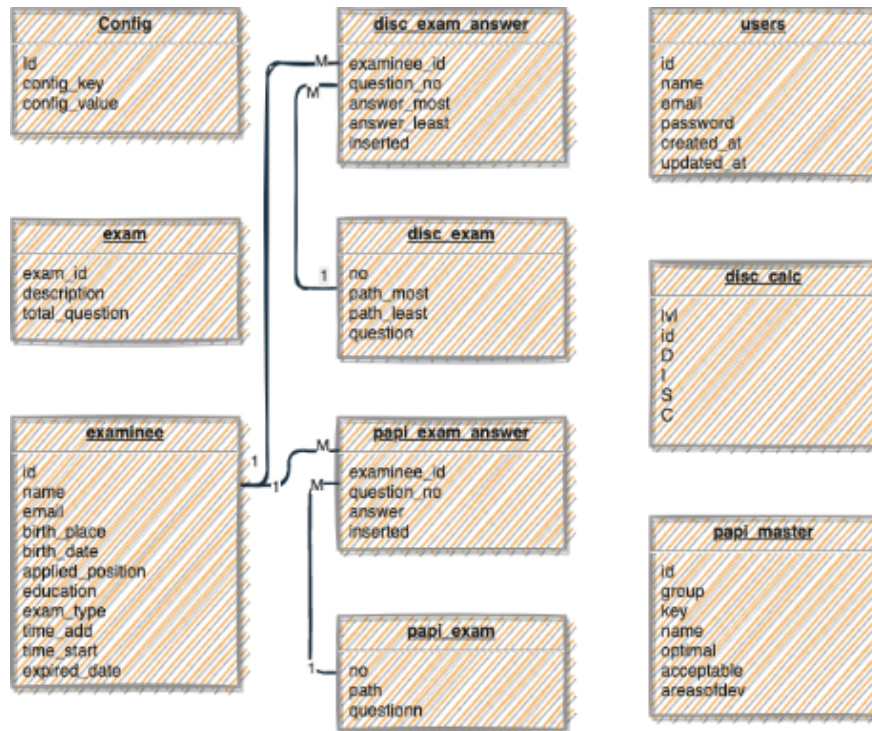 Config
id
config_key
config_value
disc_exam_answer
examinee_id
question_no
answer_most
answer_least
inserted
users
id
name
email
password
created_at
updated_at
M
M
exam
exam_id
description
total_question
disc_exam
no
path_most
path_least
question
1
disc_calc
lvl
id
D
I
S
C
examinee
id
name
email
birth_place
birth_date
applied_position
education
exam_type
time_add
time_start
expired_date
1
1
M
M
papi_exam_answer
examinee_id
question_no
answer
inserted
papi_master
id
group
key
name
optimal
acceptable
areasofdev
papi_exam
no
path
questionn
1